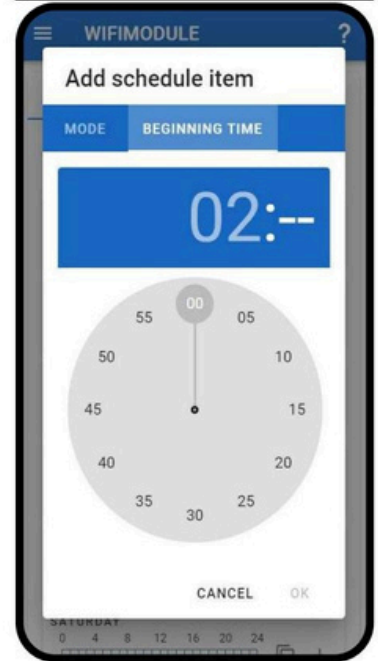 WIFIMODULE ?
Add schedule item
MODE BEGINNING TIME
02:--
00
55 05
50 10
45 15
40 20
35 25
30
CANCEL OK
SATURDAY
0 4 8 12 16 20 24